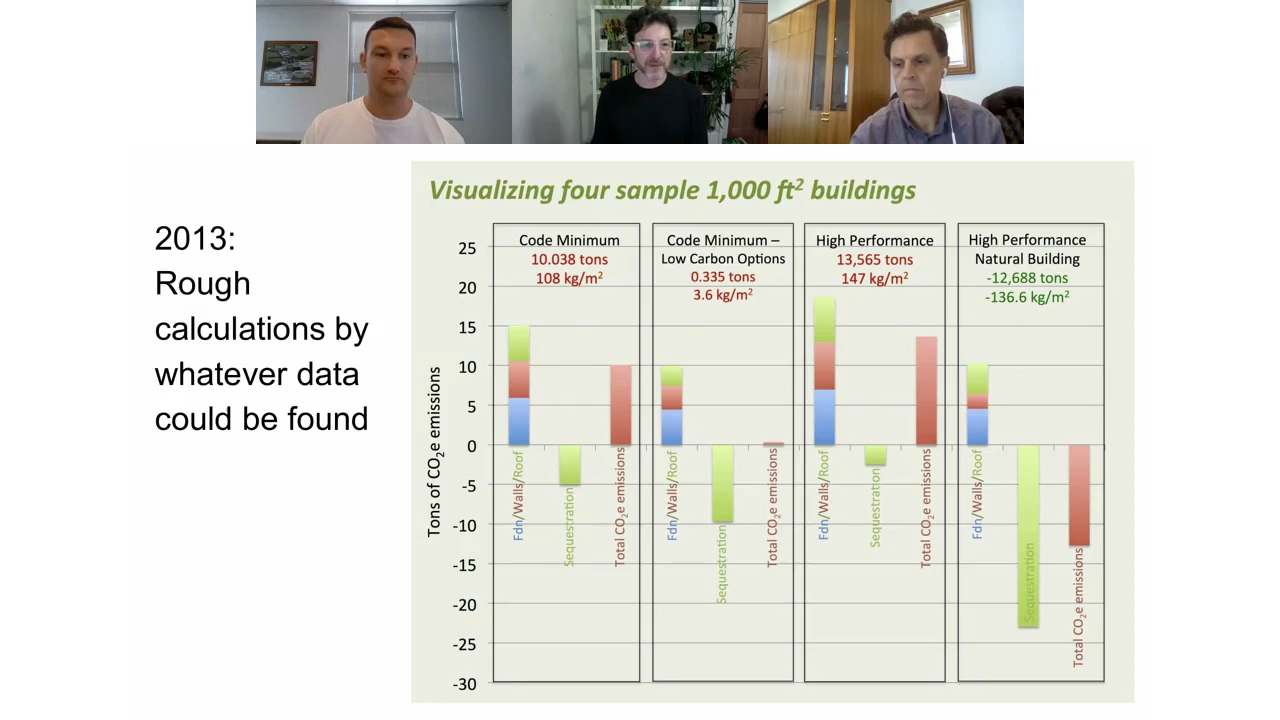 2013:
Rough
calculations by
whatever data
could be found
Visualizing four sample 1,000 ft² buildings
Code Minimum
10.038 tons
108 kg/m²
Code Minimum –
Low Carbon Options
0.335 tons
3.6 kg/m²
High Performance
13,565 tons
147 kg/m²
High Performance
Natural Building
-12,688 tons
-136.6 kg/m²
Tons of CO₂e emissions
25
20
15
10
5
0
-5
-10
-15
-20
-25
-30
Fdn/Walls/Roof
Sequestration
Total CO₂e emissions
Fdn/Walls/Roof
Sequestration
Total CO₂e emissions
Fdn/Walls/Roof
Sequestration
Total CO₂e emissions
Fdn/Walls/Roof
Sequestration
Total CO₂e emissions